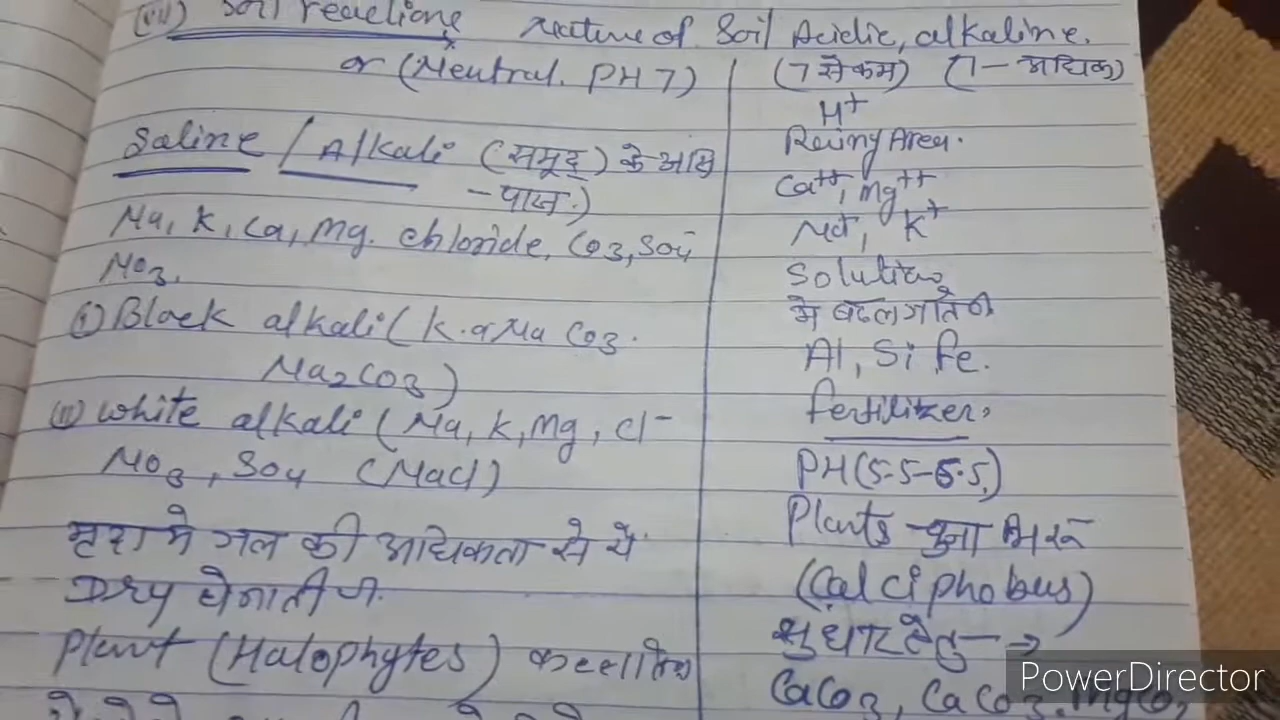 (vii) Soil reactions Nature of Soil Acidic, alkaline.
or (Neutral. PH 7)
Saline / Alkali (समुद्र) के आस
-पास.)
Na, K, Ca, Mg. chloride, CO3, SO4
NO3.
(i) Black alkali ( K. or Na CO3.
Na2CO3)
(ii) White alkali ( Na, K, Mg, Cl-
NO3, SO4 (NaCl)
मृदा मे जल की अधिकता से ये
Dry
Plant (Halophytes)
(7 से कम) (7 - अधिक)
H+
Rainy Area.
Ca++, Mg++
Na+, K+
Solution
मे बदल
Al, Si Fe.
Fertilizer,
PH (5.5-6.5.)
Plants चुना
(Calciphobus)
सुधार हेतु ->
CaCO3, CaCO3.
PowerDirector